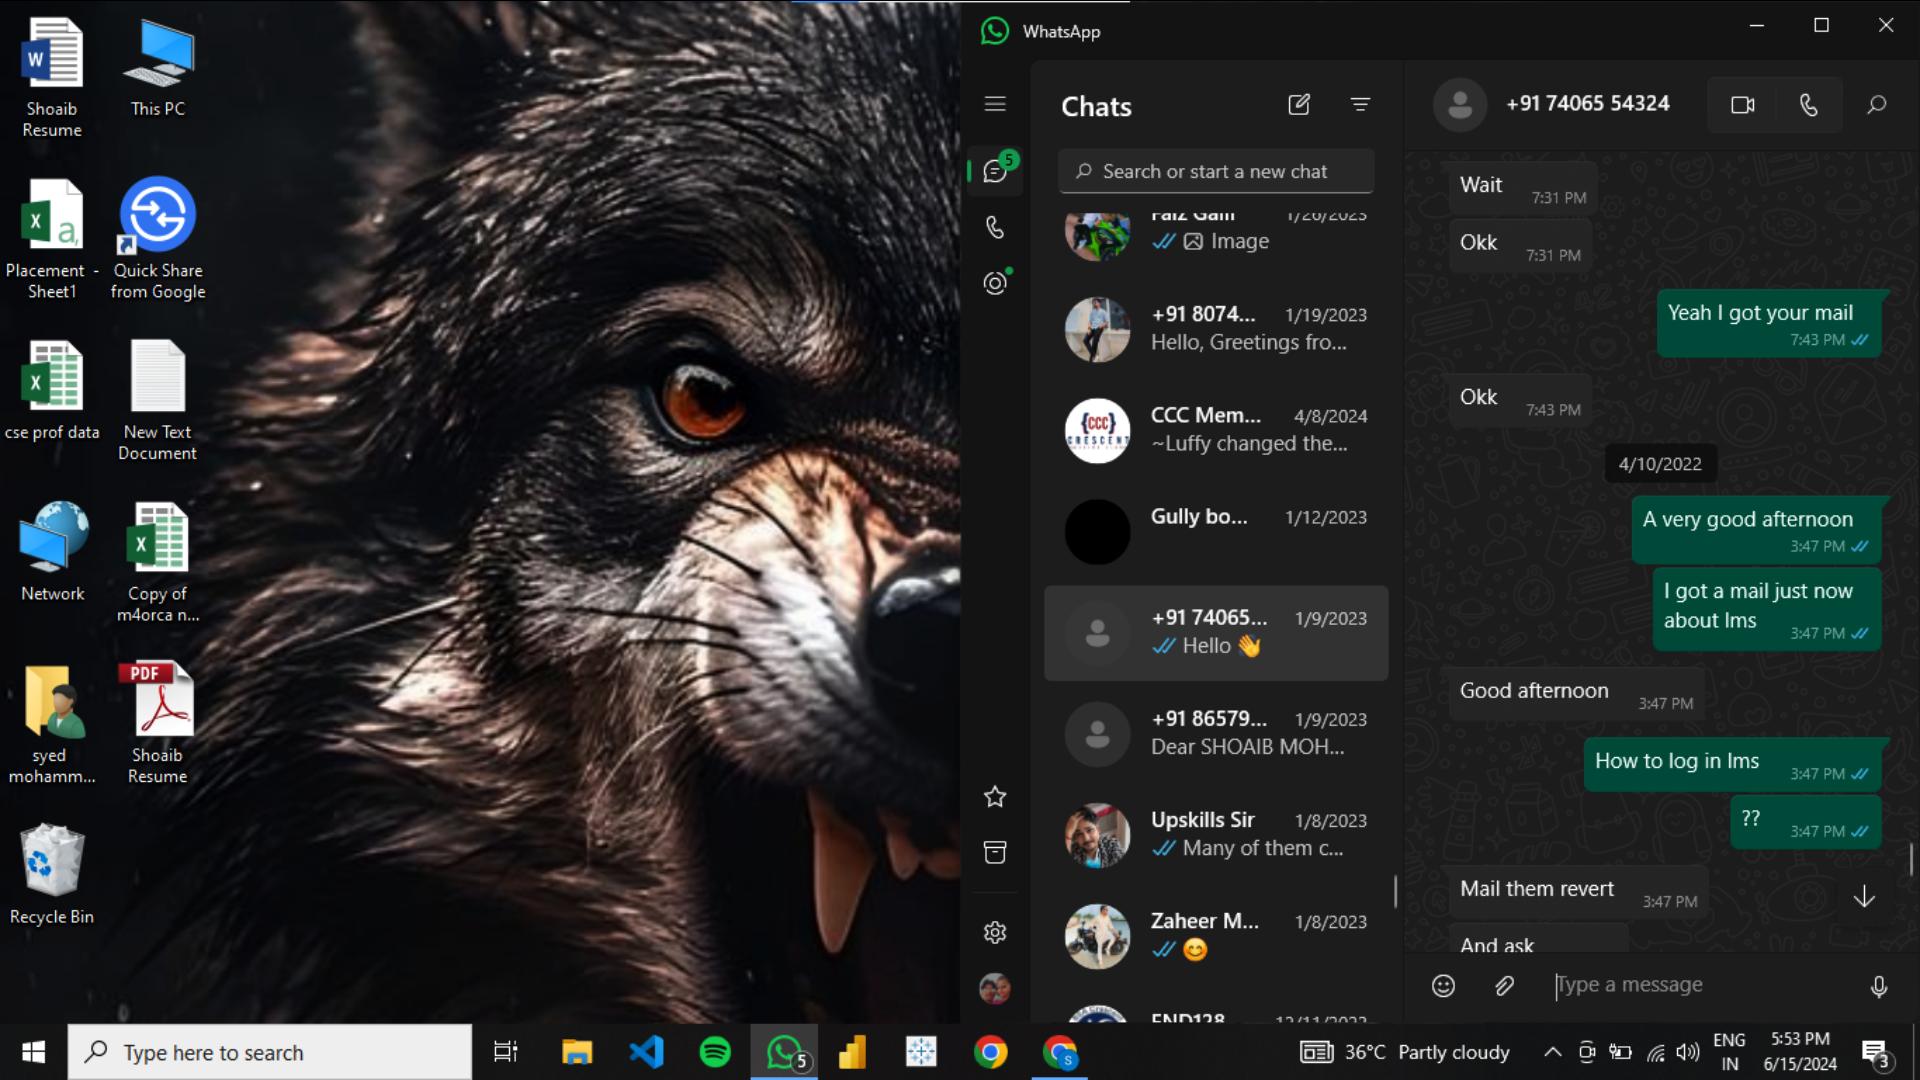 Shoaib
Resume
This PC
Placement -
Sheet1
Quick Share
from Google
cse prof data
New Text
Document
Network
Copy of
m4orca n...
syed
mohamm...
PDF
Shoaib
Resume
Recycle Bin
WhatsApp
5
Chats
Search or start a new chat
Faiz Gani 1/26/2023
Image
+91 8074... 1/19/2023
Hello, Greetings fro...
{CCC}
CRESCENT
CCC Mem... 4/8/2024
~Luffy changed the...
Gully bo... 1/12/2023
+91 74065... 1/9/2023
Hello 👋
+91 86579... 1/9/2023
Dear SHOAIB MOH...
Upskills Sir 1/8/2023
Many of them c...
Zaheer M... 1/8/2023
😊
END128 12/11/2022
+91 74065 54324
Wait 7:31 PM
Okk 7:31 PM
Yeah I got your mail
7:43 PM
Okk 7:43 PM
4/10/2022
A very good afternoon
3:47 PM
I got a mail just now
about lms 3:47 PM
Good afternoon 3:47 PM
How to log in lms 3:47 PM
?? 3:47 PM
Mail them revert 3:47 PM
And ask
Type a message
Type here to search
5
S
36°C Partly cloudy
ENG
IN
5:53 PM
6/15/2024
3